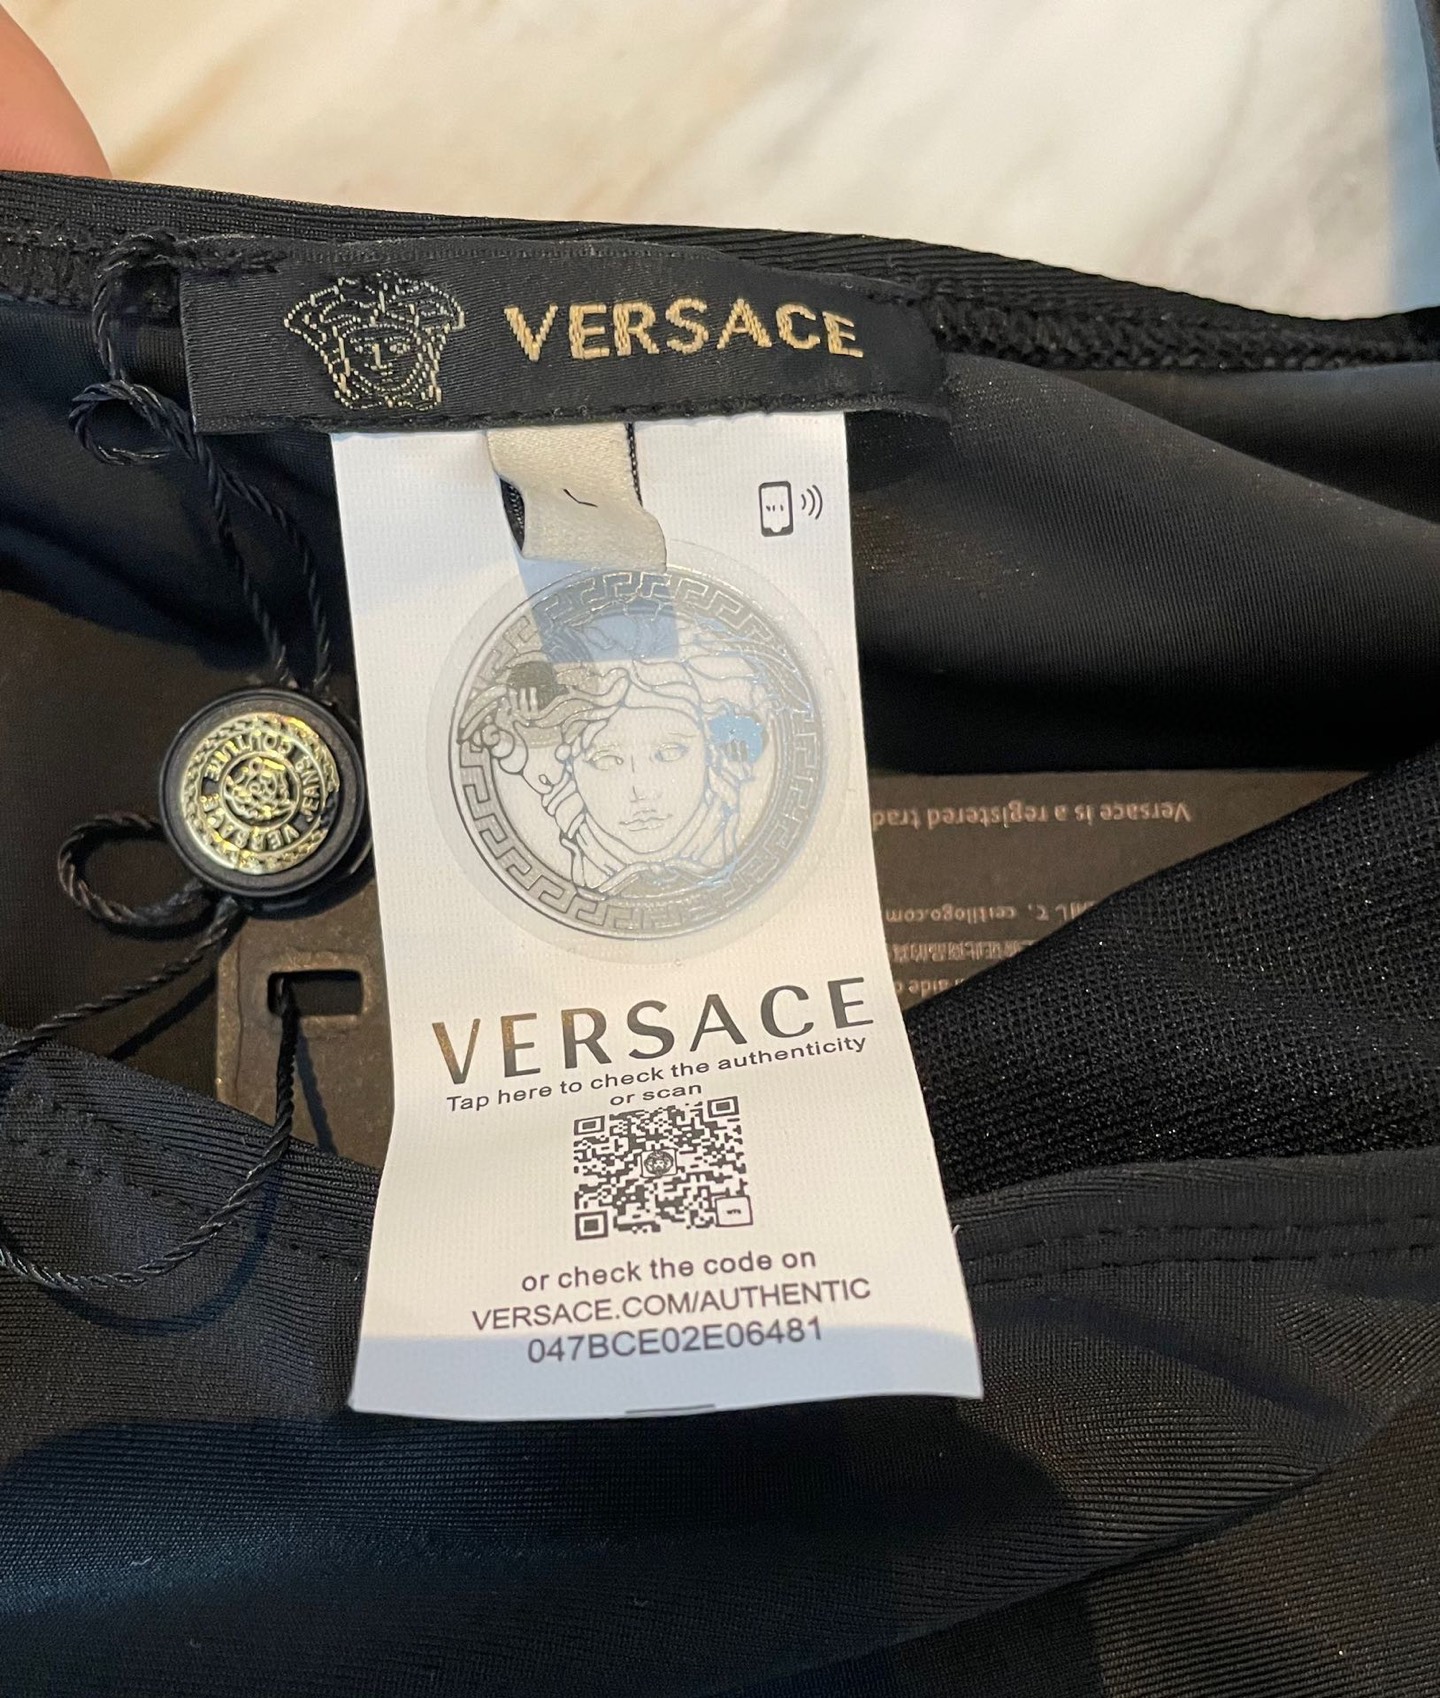 VERSACE
L
VERSACE
Tap here to check the authenticity
or scan
or check the code on
VERSACE.COM/AUTHENTIC
047BCE02E06481
VERSACE JEANS COUTURE
Versace is a registered trad
certilogo.com
aide